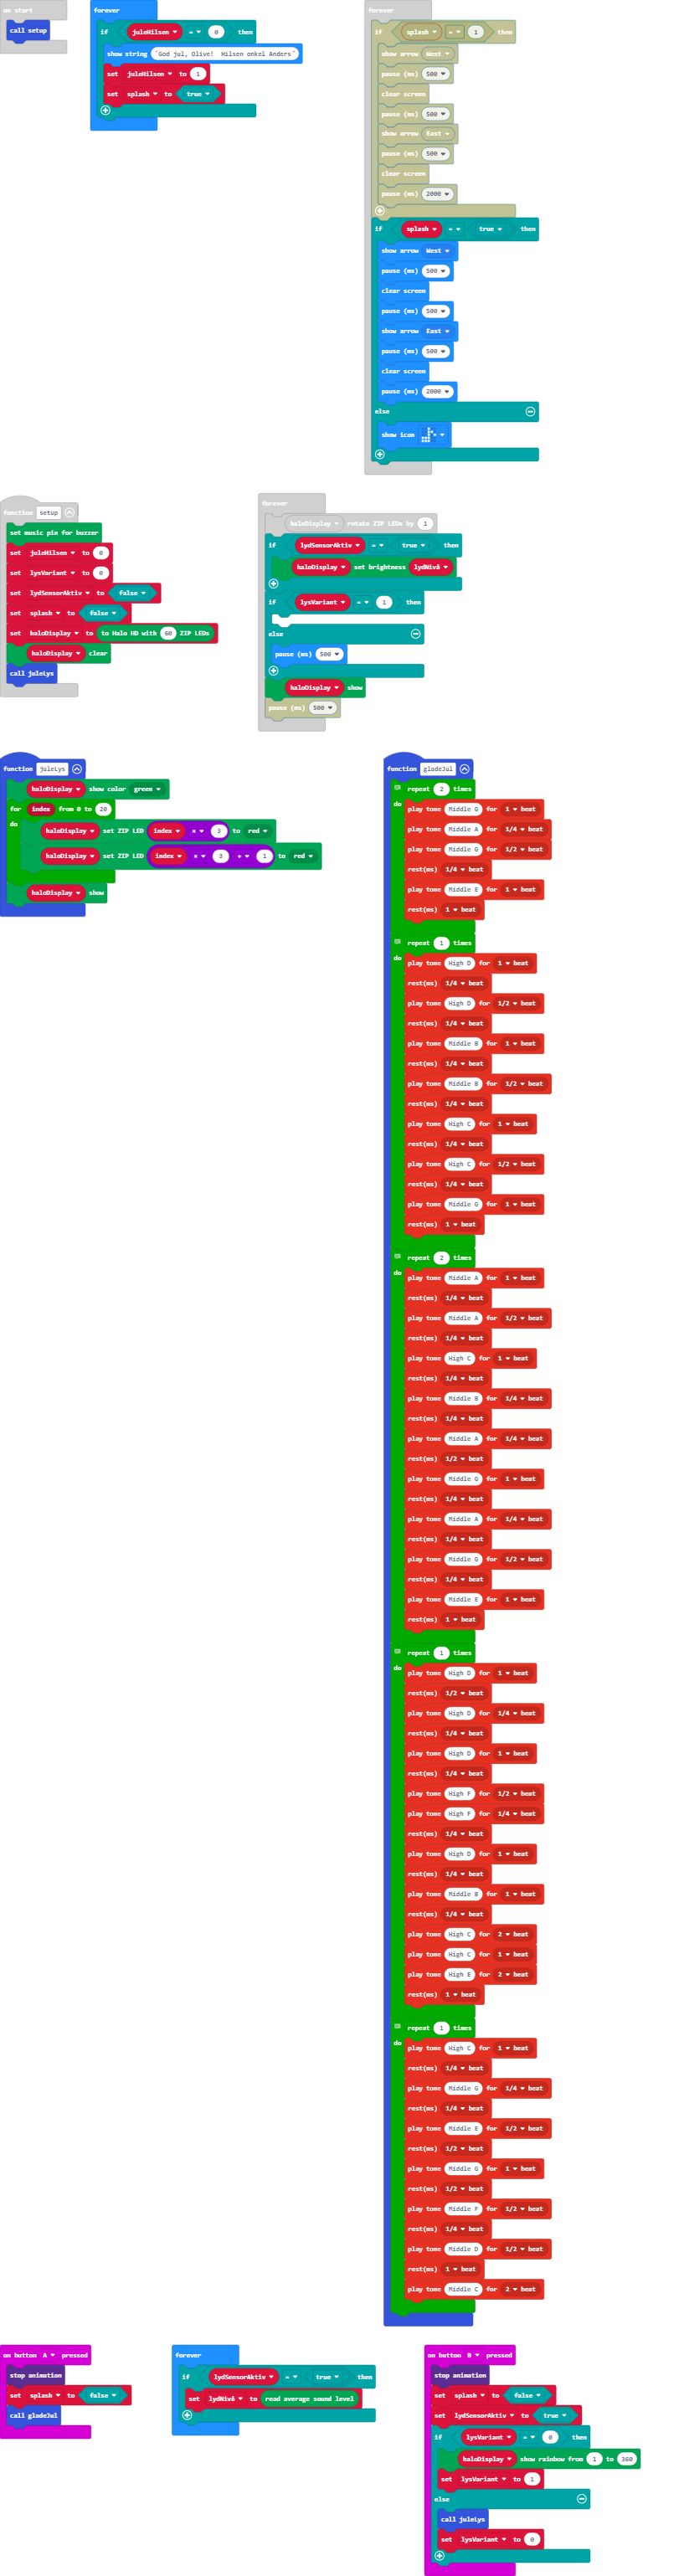 on start
call setup
forever
if juleHilsen = 0 then
show string "God jul, Olive! Hilsen onkel Anders"
set juleHilsen to 1
set splash to true
forever
if splash = 1 then
show arrow West
pause (ms) 500
clear screen
pause (ms) 500
show arrow East
pause (ms) 500
clear screen
pause (ms) 2000
if splash = true then
show arrow West
pause (ms) 500
clear screen
pause (ms) 500
show arrow East
pause (ms) 500
clear screen
pause (ms) 2000
else
show icon
function setup
set music pin for buzzer
set juleHilsen to 0
set lysVariant to 0
set lydSensorAktiv to false
set splash to false
set haloDisplay to to Halo HD with 60 ZIP LEDs
haloDisplay clear
call juleLys
forever
haloDisplay rotate ZIP LEDs by 1
if lydSensorAktiv = true then
haloDisplay set brightness lydNivå
if lysVariant = 1 then
else
pause (ms) 500
haloDisplay show
pause (ms) 500
function juleLys
haloDisplay show color green
for index from 0 to 20
do
haloDisplay set ZIP LED index × 3 to red
haloDisplay set ZIP LED index × 3 + 1 to red
haloDisplay show
function gladeJul
repeat 2 times
do play tone Middle G for 1 beat
play tone Middle A for 1/4 beat
play tone Middle G for 1/2 beat
rest(ms) 1/4 beat
play tone Middle E for 1 beat
rest(ms) 1 beat
repeat 1 times
do play tone High D for 1 beat
rest(ms) 1/4 beat
play tone High D for 1/2 beat
rest(ms) 1/4 beat
play tone Middle B for 1 beat
rest(ms) 1/4 beat
play tone Middle B for 1/2 beat
rest(ms) 1/4 beat
play tone High C for 1 beat
rest(ms) 1/4 beat
play tone High C for 1/2 beat
rest(ms) 1/4 beat
play tone Middle G for 1 beat
rest(ms) 1 beat
repeat 2 times
do play tone Middle A for 1 beat
rest(ms) 1/4 beat
play tone Middle A for 1/2 beat
rest(ms) 1/4 beat
play tone High C for 1 beat
rest(ms) 1/4 beat
play tone Middle B for 1/4 beat
rest(ms) 1/4 beat
play tone Middle A for 1/4 beat
rest(ms) 1/2 beat
play tone Middle G for 1 beat
rest(ms) 1/4 beat
play tone Middle A for 1/4 beat
rest(ms) 1/4 beat
play tone Middle G for 1/2 beat
rest(ms) 1/4 beat
play tone Middle E for 1 beat
rest(ms) 1 beat
repeat 1 times
do play tone High D for 1 beat
rest(ms) 1/2 beat
play tone High D for 1/4 beat
rest(ms) 1/4 beat
play tone High D for 1 beat
rest(ms) 1/4 beat
play tone High F for 1/2 beat
play tone High F for 1/4 beat
rest(ms) 1/4 beat
play tone High D for 1 beat
rest(ms) 1/4 beat
play tone Middle B for 1 beat
rest(ms) 1/4 beat
play tone High C for 2 beat
play tone High C for 1 beat
play tone High E for 2 beat
rest(ms) 1 beat
repeat 1 times
do play tone High C for 1 beat
rest(ms) 1/4 beat
play tone Middle G for 1/4 beat
rest(ms) 1/4 beat
play tone Middle E for 1/2 beat
rest(ms) 1/2 beat
play tone Middle G for 1 beat
rest(ms) 1/2 beat
play tone Middle F for 1/2 beat
rest(ms) 1/4 beat
play tone Middle D for 1/2 beat
rest(ms) 1 beat
play tone Middle C for 2 beat
on button A pressed
stop animation
set splash to false
call gladeJul
forever
if lydSensorAktiv = true then
set lydNivå to read average sound level
on button B pressed
stop animation
set splash to false
set lydSensorAktiv to true
if lysVariant = 0 then
haloDisplay show rainbow from 1 to 360
set lysVariant to 1
else
call juleLys
set lysVariant to 0